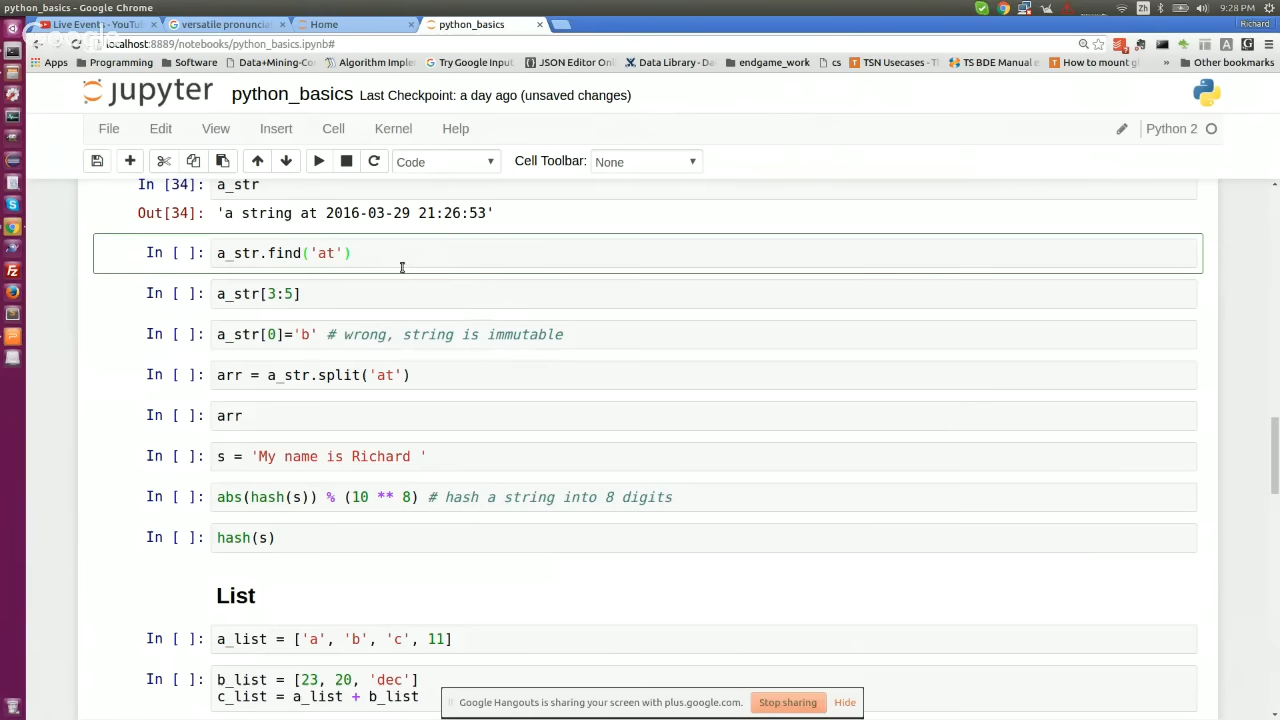 python_basics - Google Chrome
Zh
9:28 PM
Live Events - YouTub
versatile pronuncia
Home
python_basics
Richard
Google
localhost:8889/notebooks/python_basics.ipynb#
Apps
Programming
Software
Data+Mining-Co
Algorithm Implem
Try Google Input
JSON Editor Onli
Data Library - Da
endgame_work
cs
TSN Usecases - T
TS BDE Manual e
How to mount g
»
Other bookmarks
jupyter python_basics Last Checkpoint: a day ago (unsaved changes)
File Edit View Insert Cell Kernel Help
Python 2
Code
Cell Toolbar: None
In [34]: a_str
Out[34]: 'a string at 2016-03-29 21:26:53'
In [ ]: a_str.find('at')
In [ ]: a_str[3:5]
In [ ]: a_str[0]='b' # wrong, string is immutable
In [ ]: arr = a_str.split('at')
In [ ]: arr
In [ ]: s = 'My name is Richard '
In [ ]: abs(hash(s)) % (10 ** 8) # hash a string into 8 digits
In [ ]: hash(s)
List
In [ ]: a_list = ['a', 'b', 'c', 11]
In [ ]: b_list = [23, 20, 'dec']
c_list = a_list + b_list
Google Hangouts is sharing your screen with plus.google.com.
Stop sharing
Hide